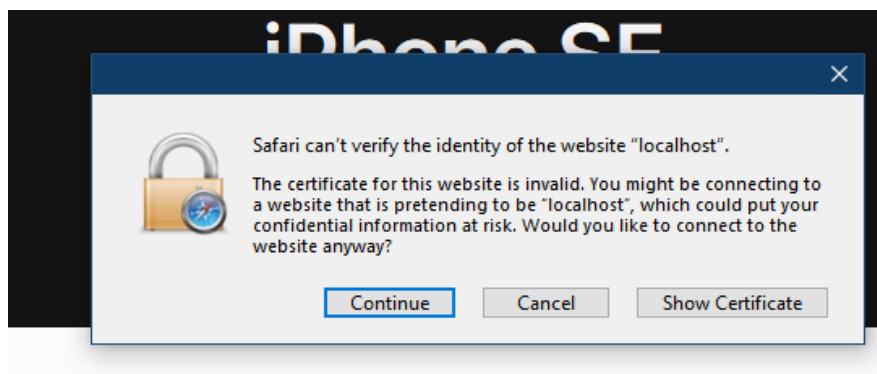 iPhone SE
Safari can't verify the identity of the website "localhost".
The certificate for this website is invalid. You might be connecting to
a website that is pretending to be "localhost", which could put your
confidential information at risk. Would you like to connect to the
website anyway?
Continue Cancel Show Certificate